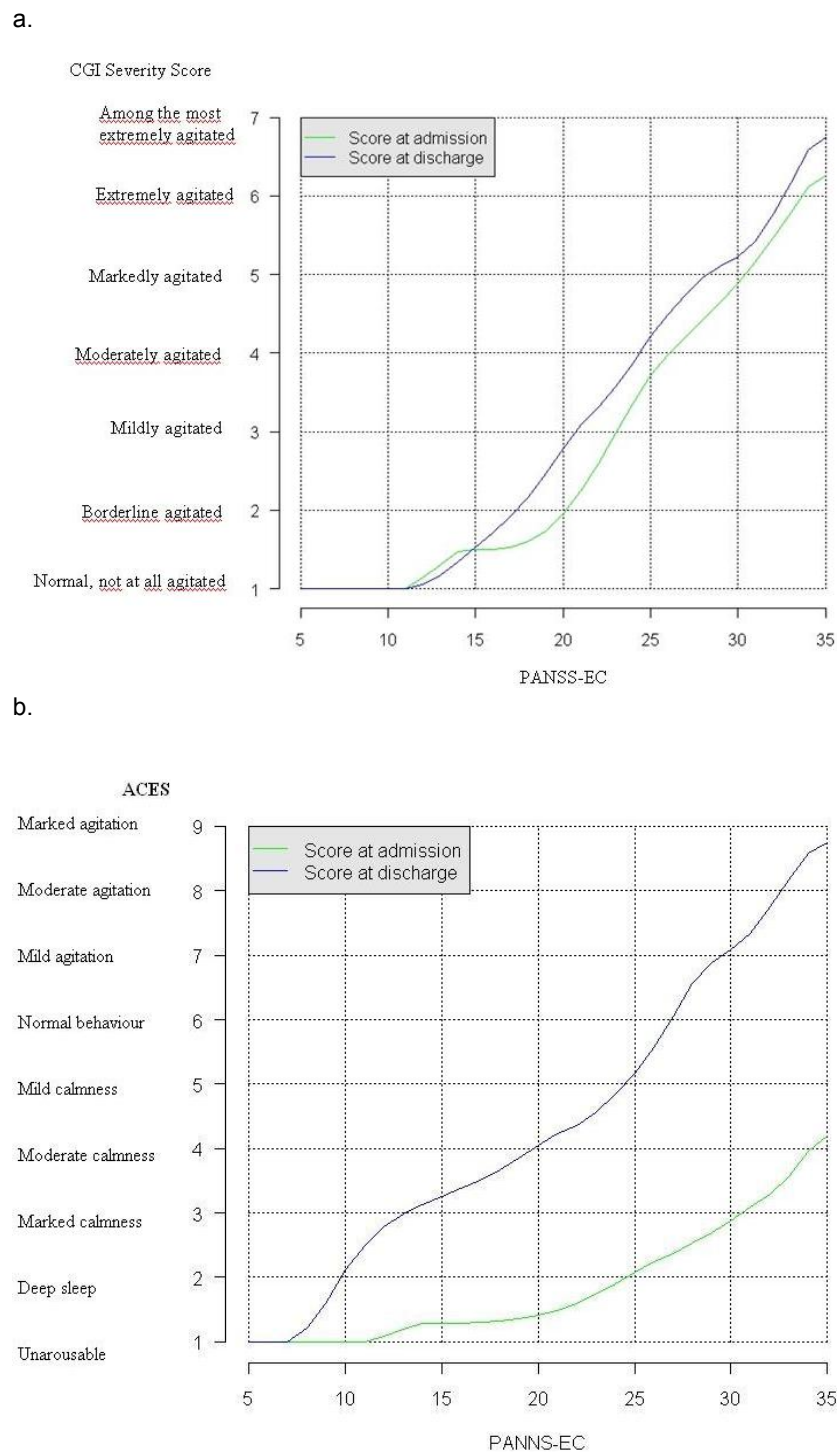 a.
CGI Severity Score
Among the most
extremely agitated
Extremely agitated
Markedly agitated
Moderately agitated
Mildly agitated
Borderline agitated
Normal, not at all agitated
7
6
5
4
3
2
1
Score at admission
Score at discharge
5 10 15 20 25 30 35
PANSS-EC
b.
ACES
Marked agitation
Moderate agitation
Mild agitation
Normal behaviour
Mild calmness
Moderate calmness
Marked calmness
Deep sleep
Unarousable
9
8
7
6
5
4
3
2
1
Score at admission
Score at discharge
5 10 15 20 25 30 35
PANNS-EC